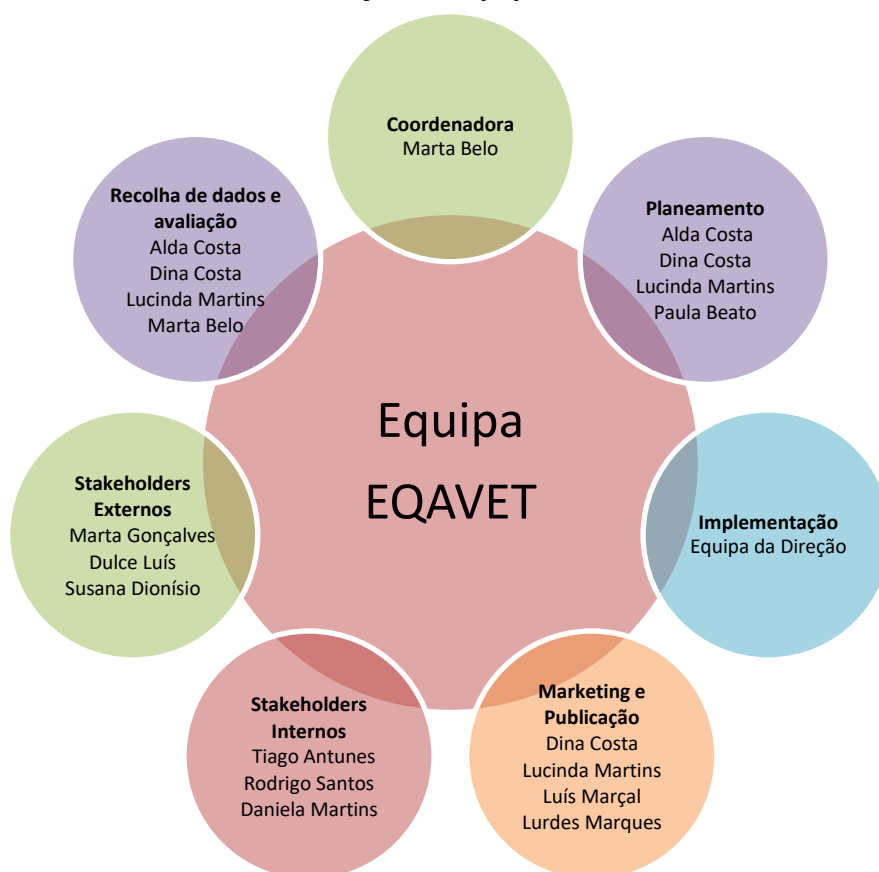 Coordenadora
Marta Belo
Planeamento
Alda Costa
Dina Costa
Lucinda Martins
Paula Beato
Implementação
Equipa da Direção
Marketing e
Publicação
Dina Costa
Lucinda Martins
Luís Marçal
Lurdes Marques
Stakeholders
Internos
Tiago Antunes
Rodrigo Santos
Daniela Martins
Stakeholders
Externos
Marta Gonçalves
Dulce Luís
Susana Dionísio
Recolha de dados e
avaliação
Alda Costa
Dina Costa
Lucinda Martins
Marta Belo
Equipa
EQAVET